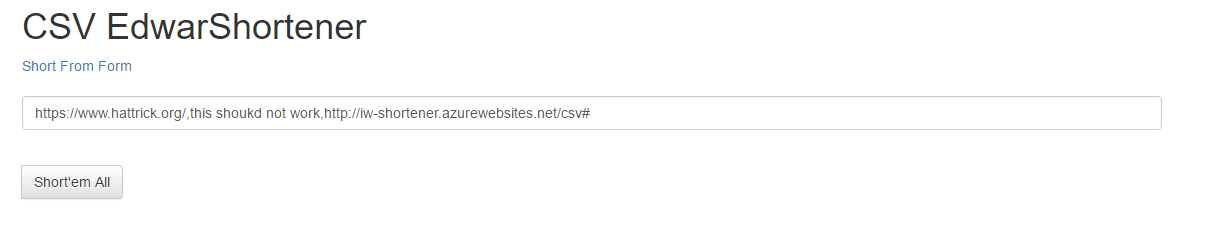 CSV EdwarShortener
Short From Form
https://www.hattrick.org/,this shoukd not work,http://iw-shortener.azurewebsites.net/csv#
Short'em All